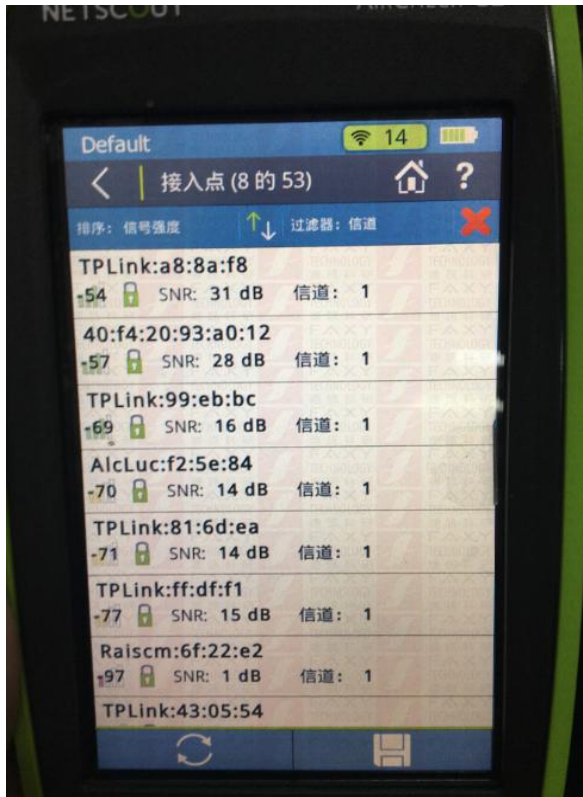 NETSCOUT
Default
14
接入点 (8 的 53)
?
排序: 信号强度
过滤器: 信道
TPLink:a8:8a:f8
-54 SNR: 31 dB 信道: 1
40:f4:20:93:a0:12
-57 SNR: 28 dB 信道: 1
TPLink:99:eb:bc
-69 SNR: 16 dB 信道: 1
AlcLuc:f2:5e:84
-70 SNR: 14 dB 信道: 1
TPLink:81:6d:ea
-71 SNR: 14 dB 信道: 1
TPLink:ff:df:f1
-77 SNR: 15 dB 信道: 1
Raiscm:6f:22:e2
-97 SNR: 1 dB 信道: 1
TPLink:43:05:54